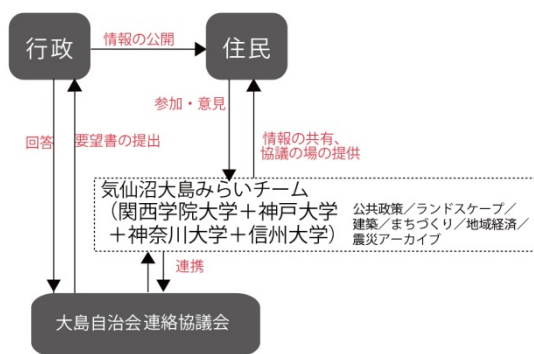 行政
情報の公開
住民
参加・意見
回答
要望書の提出
情報の共有、
協議の場の提供
気仙沼大島みらいチーム
（関西学院大学＋神戸大学
＋神奈川大学＋信州大学）
公共政策／ランドスケープ／
建築／まちづくり／地域経済／
震災アーカイブ
連携
大島自治会連絡協議会